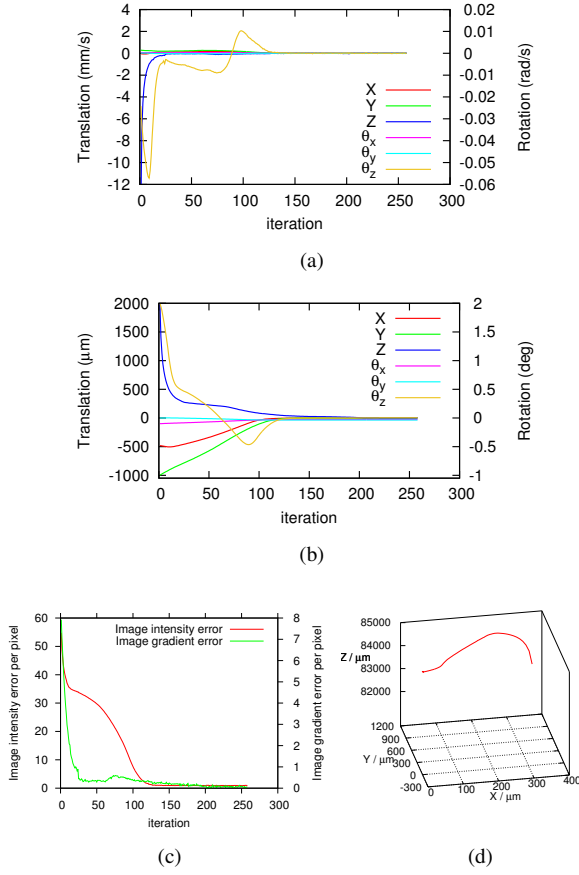 2 0.02
0 0.01
-2 0
-4 -0.01
-6 -0.02
-8 -0.03
-10 -0.04
-12 -0.05
-0.06
Translation (mm/s)
Rotation (rad/s)
X
Y
Z
θx
θy
θz
0 50 100 150 200 250 300
iteration
(a)
2000 2
1500 1.5
1000 1
500 0.5
0 0
-500 -0.5
-1000 -1
Translation (μm)
Rotation (deg)
X
Y
Z
θx
θy
θz
0 50 100 150 200 250 300
iteration
(b)
60 8
50 7
40 6
30 5
20 4
10 3
0 2
1
0
Image intensity error per pixel
Image gradient error per pixel
Image intensity error
Image gradient error
0 50 100 150 200 250 300
iteration
(c)
85000
84000
83000
82000
Z / μm
1200
900
600
300
0
-300
Y / μm
0 100 200 300 400
X / μm
(d)